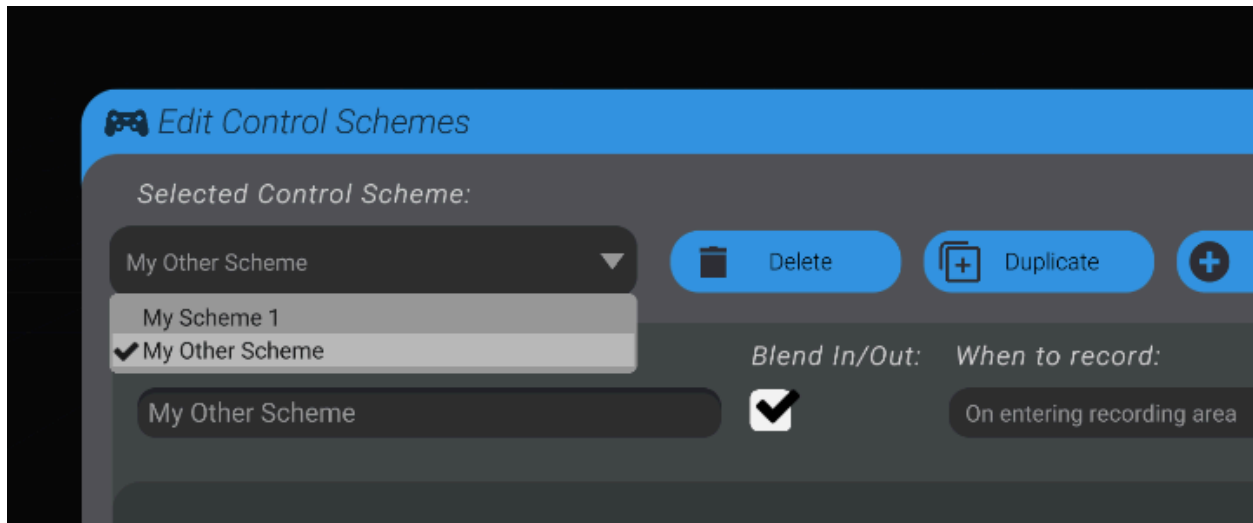 Edit Control Schemes
Selected Control Scheme:
My Other Scheme
Delete
Duplicate
My Scheme 1
My Other Scheme
Blend In/Out:
When to record:
My Other Scheme
On entering recording area